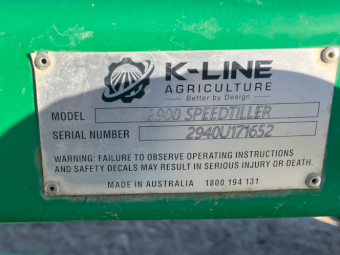 K-LINE
AGRICULTURE
Better by Design
MODEL 2900 SPEEDTILLER
SERIAL NUMBER 2940U171652
WARNING: FAILURE TO OBSERVE OPERATING INSTRUCTIONS
AND SAFETY DECALS MAY RESULT IN SERIOUS INJURY OR DEATH.
MADE IN AUSTRALIA 1800 194 131